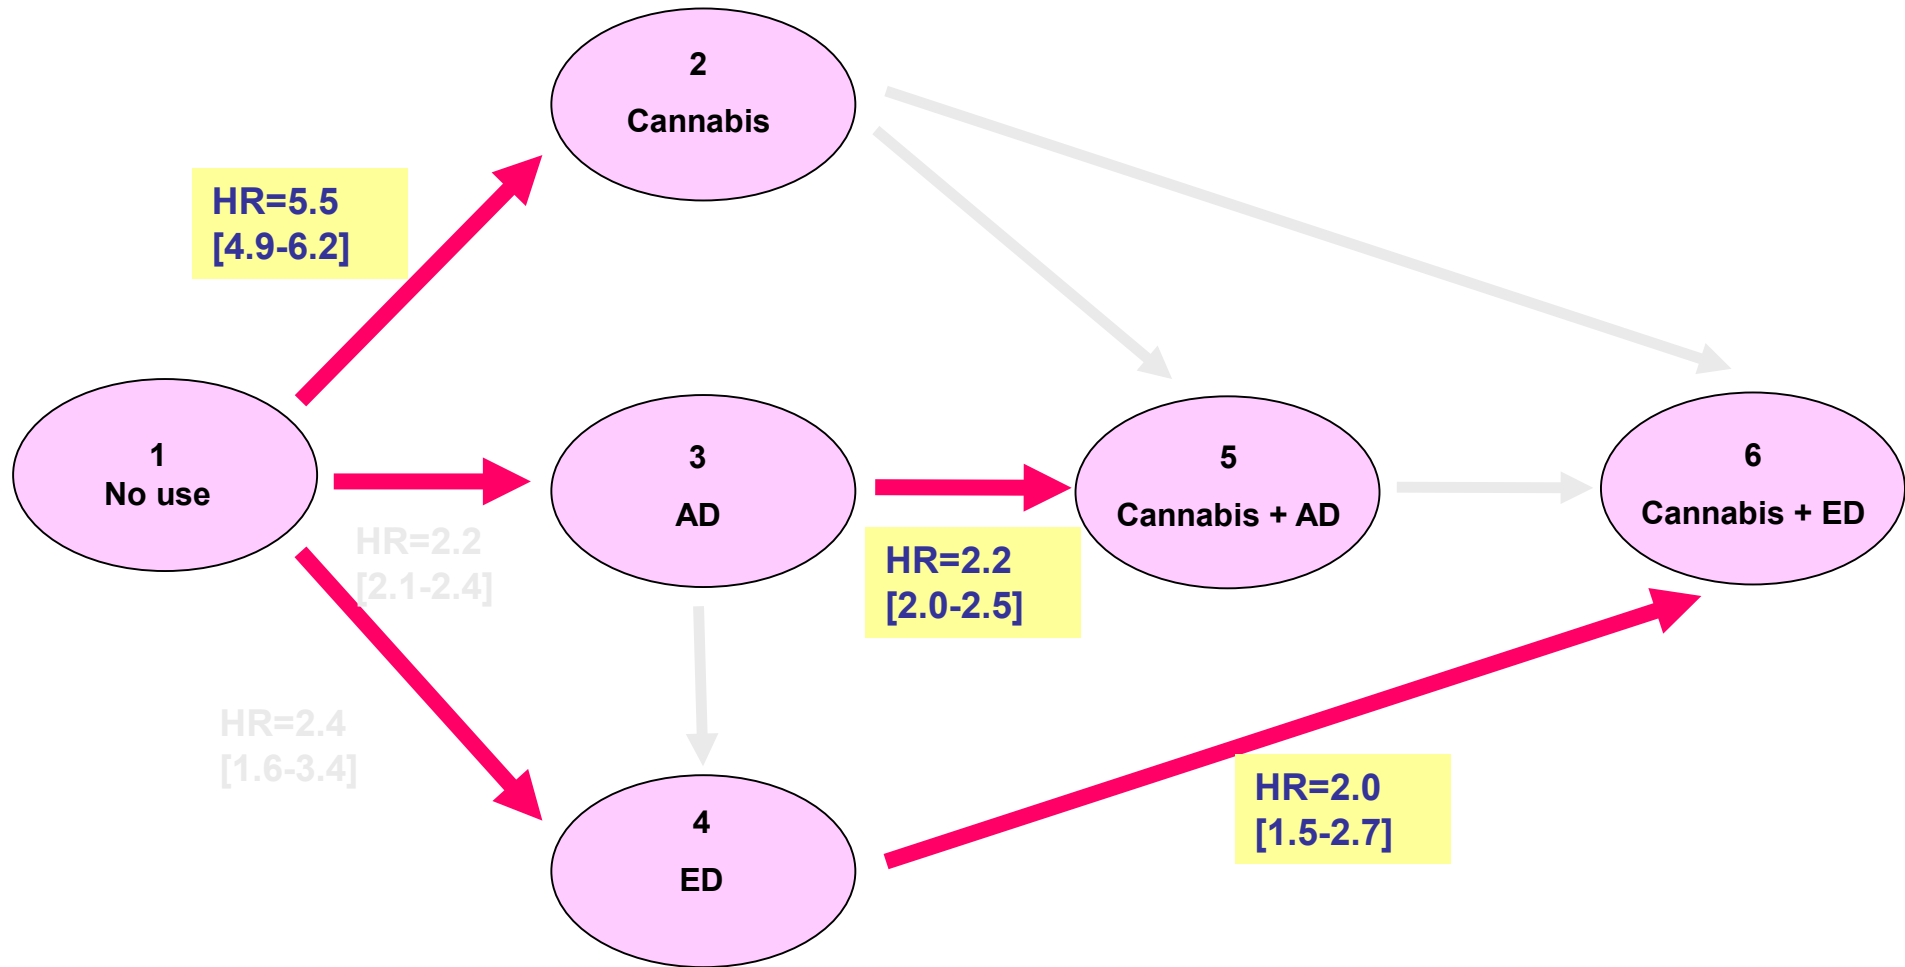 2
Cannabis
HR=5.5
[4.9-6.2]
1
No use
3
AD
5
Cannabis + AD
6
Cannabis + ED
HR=2.2
[2.1-2.4]
HR=2.2
[2.0-2.5]
HR=2.4
[1.6-3.4]
4
ED
HR=2.0
[1.5-2.7]